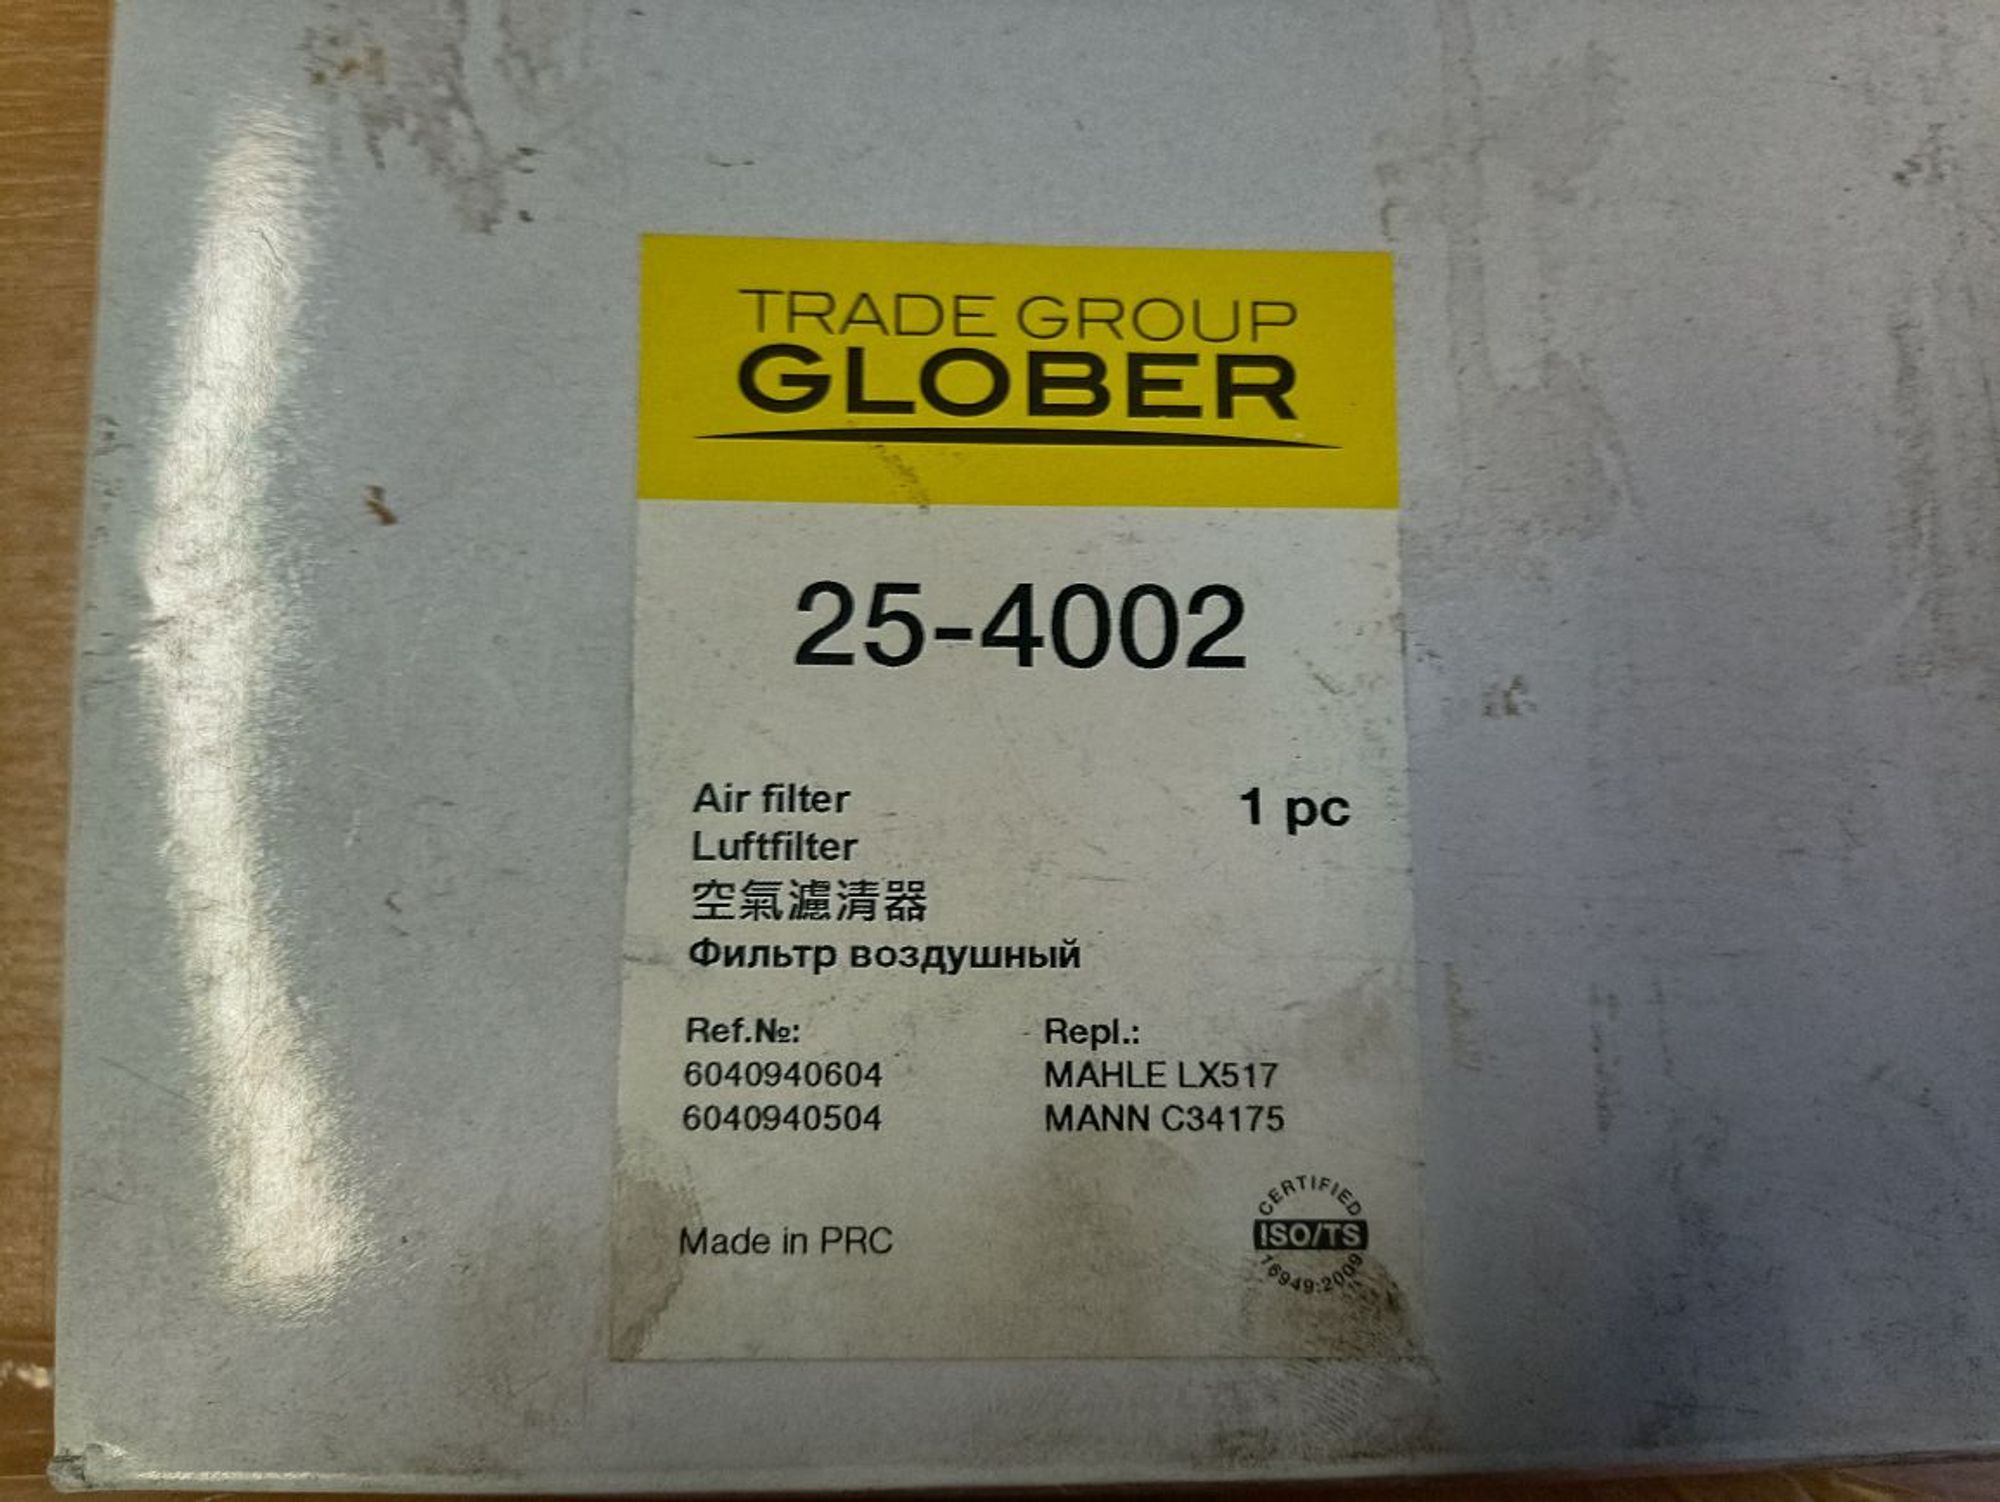 TRADE GROUP
GLOBER
25-4002
Air filter
1 pc
Luftfilter
空氣濾清器
Фильтр воздушный
Ref.№:
6040940604
6040940504
Repl.:
MAHLE LX517
MANN C34175
Made in PRC
CERTIFIED
ISO/TS
16949:2009